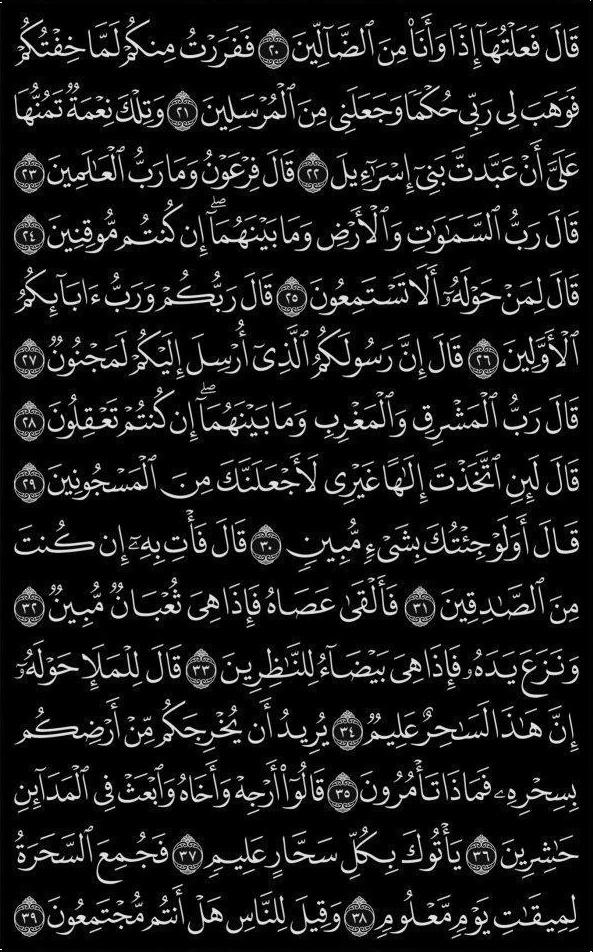 قَالَ فَعَلْتُهَآ إِذًا وَأَنَا۠ مِنَ ٱلضَّآلِّينَ ۝٢٠ فَفَرَرْتُ مِنكُمْ لَمَّا خِفْتُكُمْ
فَوَهَبَ لِى رَبِّى حُكْمًا وَجَعَلَنِى مِنَ ٱلْمُرْسَلِينَ ۝٢١ وَتِلْكَ نِعْمَةٌ تَمُنُّهَا
عَلَىَّ أَنْ عَبَّدتَّ بَنِىٓ إِسْرَٰٓءِيلَ ۝٢٢ قَالَ فِرْعَوْنُ وَمَا رَبُّ ٱلْعَٰلَمِينَ ۝٢٣
قَالَ رَبُّ ٱلسَّمَٰوَٰتِ وَٱلْأَرْضِ وَمَا بَيْنَهُمَآ ۖ إِن كُنتُم مُّوقِنِينَ ۝٢٤
قَالَ لِمَنْ حَوْلَهُۥٓ أَلَا تَسْتَمِعُونَ ۝٢٥ قَالَ رَبُّكُمْ وَرَبُّ ءَابَآئِكُمُ
ٱلْأَوَّلِينَ ۝٢٦ قَالَ إِنَّ رَسُولَكُمُ ٱلَّذِىٓ أُرْسِلَ إِلَيْكُمْ لَمَجْنُونٌ ۝٢٧
قَالَ رَبُّ ٱلْمَشْرِقِ وَٱلْمَغْرِبِ وَمَا بَيْنَهُمَآ ۖ إِن كُنتُمْ تَعْقِلُونَ ۝٢٨
قَالَ لَئِنِ ٱتَّخَذْتَ إِلَٰهًا غَيْرِى لَأَجْعَلَنَّكَ مِنَ ٱلْمَسْجُونِينَ ۝٢٩
قَالَ أَوَلَوْ جِئْتُكَ بِشَىْءٍ مُّبِينٍ ۝٣٠ قَالَ فَأْتِ بِهِۦٓ إِن كُنتَ
مِنَ ٱلصَّٰدِقِينَ ۝٣١ فَأَلْقَىٰ عَصَاهُ فَإِذَا هِىَ ثُعْبَانٌ مُّبِينٌ ۝٣٢
وَنَزَعَ يَدَهُۥ فَإِذَا هِىَ بَيْضَآءُ لِلنَّٰظِرِينَ ۝٣٣ قَالَ لِلْمَلَإِ حَوْلَهُۥٓ
إِنَّ هَٰذَا لَسَٰحِرٌ عَلِيمٌ ۝٣٤ يُرِيدُ أَن يُخْرِجَكُم مِّنْ أَرْضِكُم
بِسِحْرِهِۦ فَمَاذَا تَأْمُرُونَ ۝٣٥ قَالُوٓا۟ أَرْجِهْ وَأَخَاهُ وَٱبْعَثْ فِى ٱلْمَدَآئِنِ
حَٰشِرِينَ ۝٣٦ يَأْتُوكَ بِكُلِّ سَحَّارٍ عَلِيمٍ ۝٣٧ فَجُمِعَ ٱلسَّحَرَةُ
لِمِيقَٰتِ يَوْمٍ مَّعْلُومٍ ۝٣٨ وَقِيلَ لِلنَّاسِ هَلْ أَنتُم مُّجْتَمِعُونَ ۝٣٩